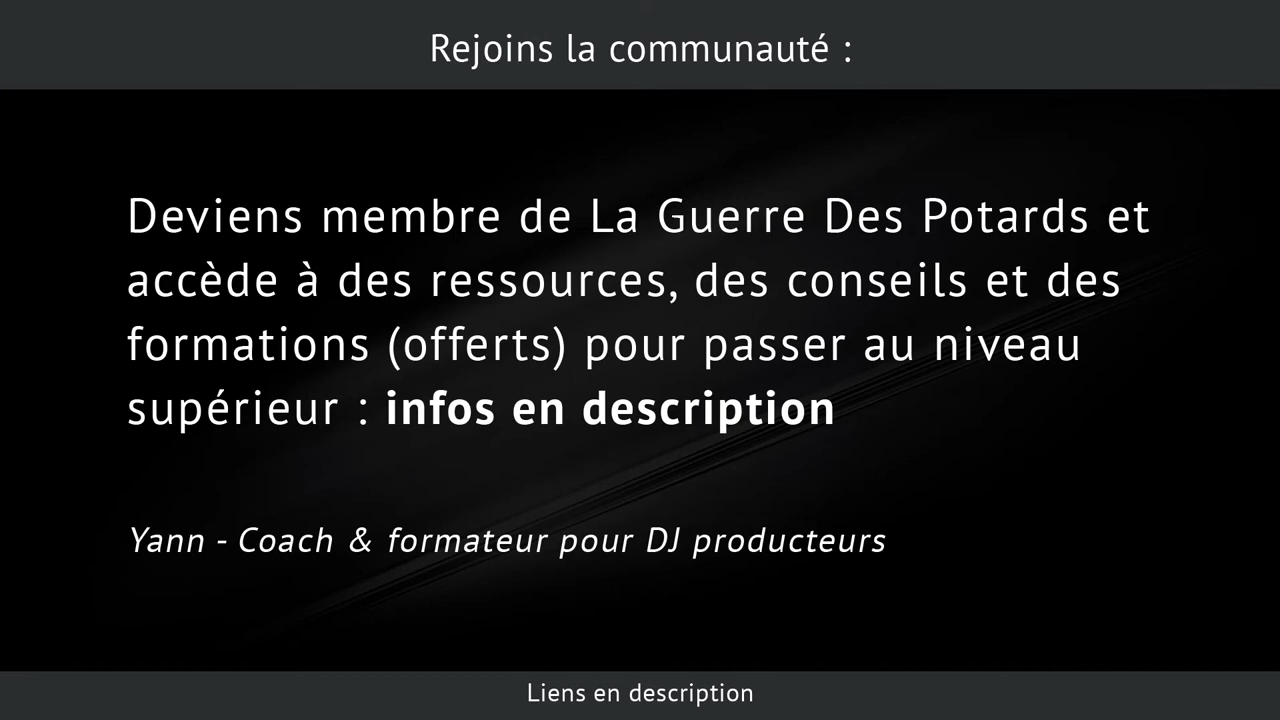 Rejoins la communauté :
Deviens membre de La Guerre Des Potards et
accède à des ressources, des conseils et des
formations (offerts) pour passer au niveau
supérieur : infos en description
Yann - Coach & formateur pour DJ producteurs
Liens en description